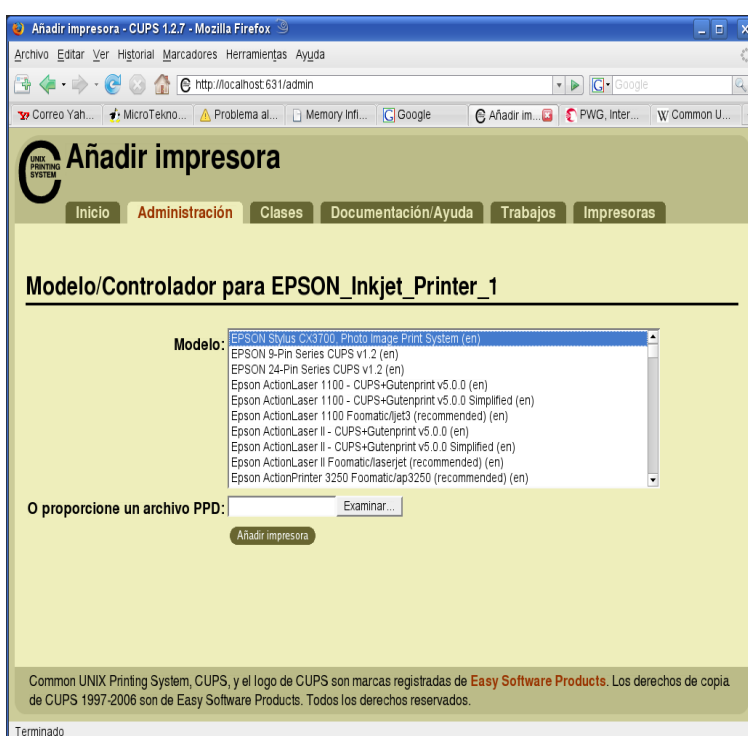 Añadir impresora - CUPS 1.2.7 - Mozilla Firefox
Archivo Editar Ver Historial Marcadores Herramientas Ayuda
http://localhost:631/admin
G Google
Correo Yah... MicroTekno... Problema al... Memory Infi... Google Añadir im... PWG, Inter... W Common U...
UNIX
PRINTING
SYSTEM
Añadir impresora
Inicio Administración Clases Documentación/Ayuda Trabajos Impresoras
Modelo/Controlador para EPSON_Inkjet_Printer_1
Modelo:
EPSON Stylus CX3700, Photo Image Print System (en)
EPSON 9-Pin Series CUPS v1.2 (en)
EPSON 24-Pin Series CUPS v1.2 (en)
Epson ActionLaser 1100 - CUPS+Gutenprint v5.0.0 (en)
Epson ActionLaser 1100 - CUPS+Gutenprint v5.0.0 Simplified (en)
Epson ActionLaser 1100 Foomatic/ljet3 (recommended) (en)
Epson ActionLaser II - CUPS+Gutenprint v5.0.0 (en)
Epson ActionLaser II - CUPS+Gutenprint v5.0.0 Simplified (en)
Epson ActionLaser II Foomatic/laserjet (recommended) (en)
Epson ActionPrinter 3250 Foomatic/ap3250 (recommended) (en)
O proporcione un archivo PPD: Examinar...
Añadir impresora
Common UNIX Printing System, CUPS, y el logo de CUPS son marcas registradas de Easy Software Products. Los derechos de copia
de CUPS 1997-2006 son de Easy Software Products. Todos los derechos reservados.
Terminado